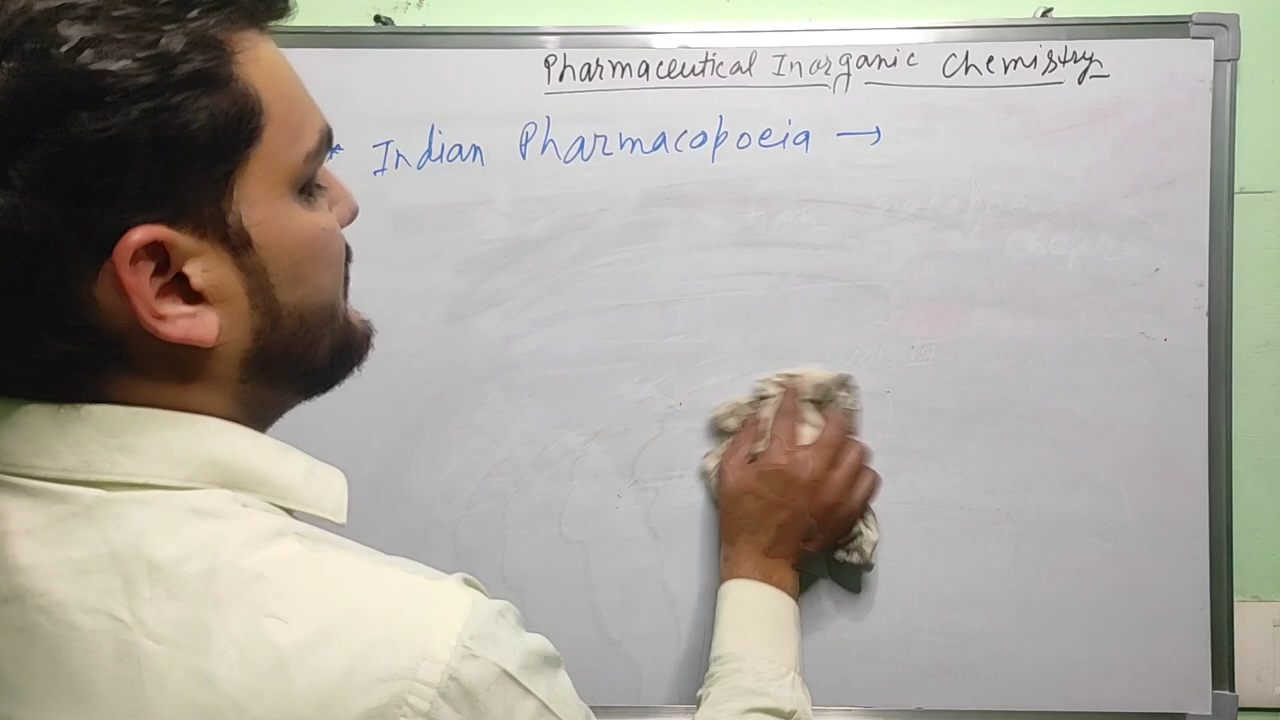 Pharmaceutical Inorganic Chemistry
* Indian Pharmacopoeia →